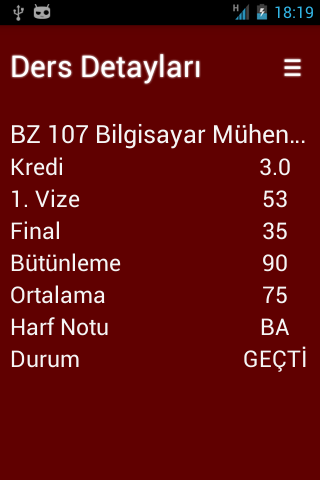 H 18:19
Ders Detayları
BZ 107 Bilgisayar Mühen...
Kredi 3.0
1. Vize 53
Final 35
Bütünleme 90
Ortalama 75
Harf Notu BA
Durum GEÇTİ